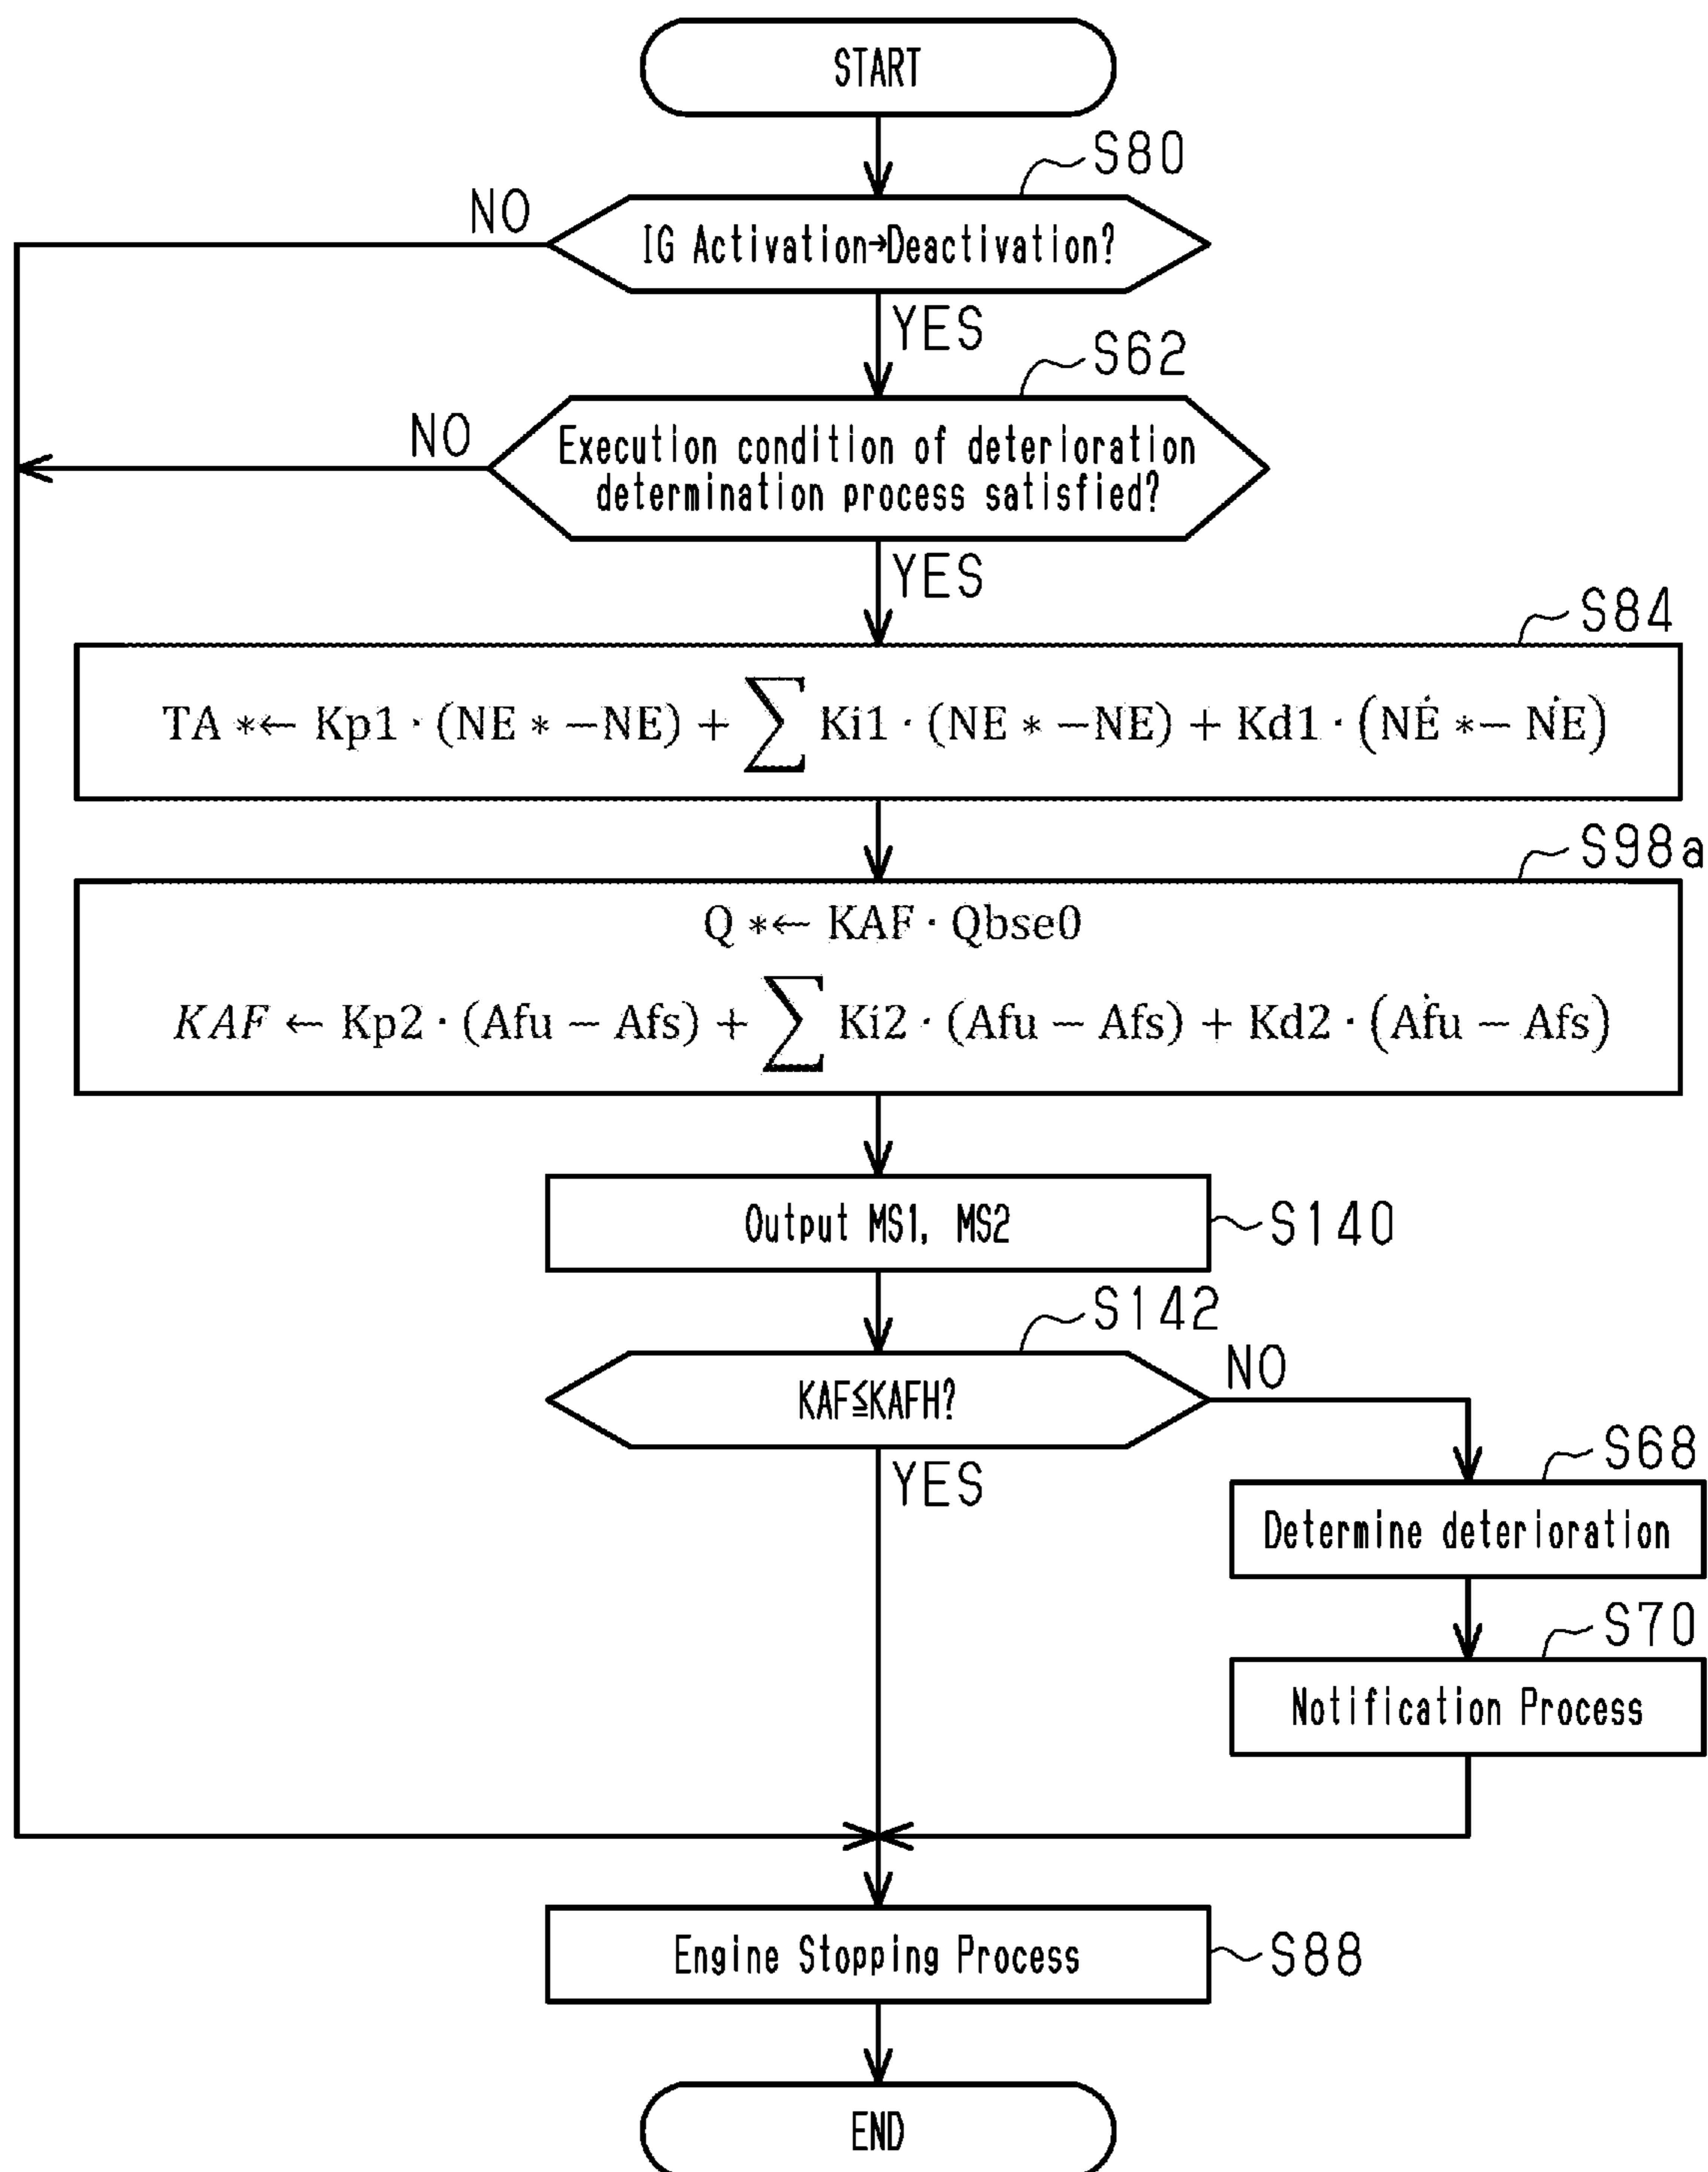 START
S80
NO
IG Activation→Deactivation?
YES
S62
NO
Execution condition of deterioration
determination process satisfied?
YES
S84
TA *← Kp1 · (NE * −NE) + ∑ Ki1 · (NE * −NE) + Kd1 · (NĖ *− ṄE)
S98a
Q *← KAF · Qbse0
KAF ← Kp2 · (Afu − Afs) + ∑ Ki2 · (Afu − Afs) + Kd2 · (Aḟu − Afs)
Output MS1, MS2
S140
S142
KAF≦KAFH?
NO
YES
S68
Determine deterioration
S70
Notification Process
Engine Stopping Process
S88
END